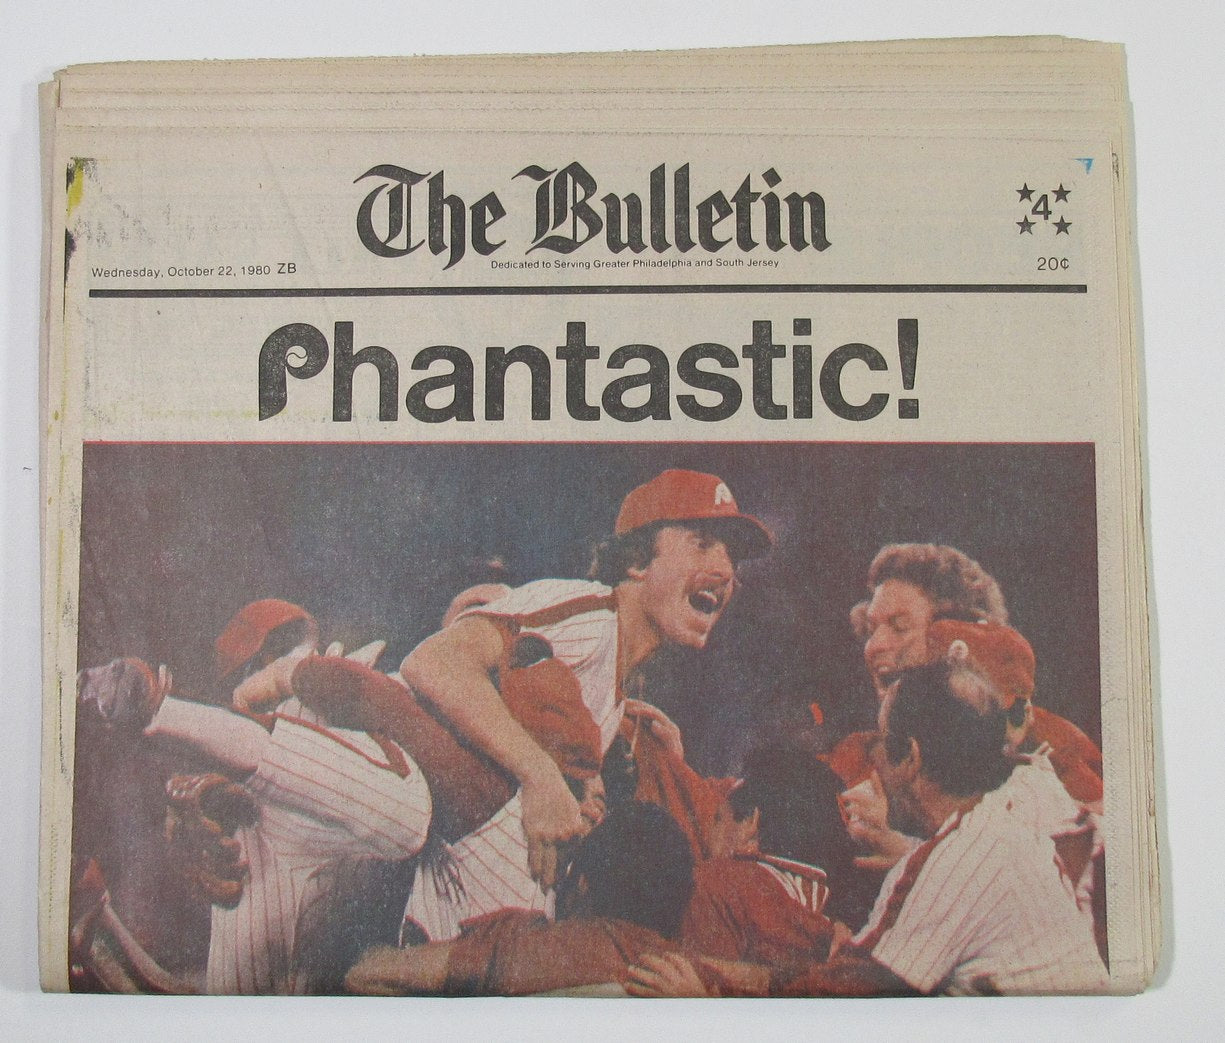 The Bulletin
4
Dedicated to Serving Greater Philadelphia and South Jersey
Wednesday, October 22, 1980 ZB
20¢
Phantastic!
P